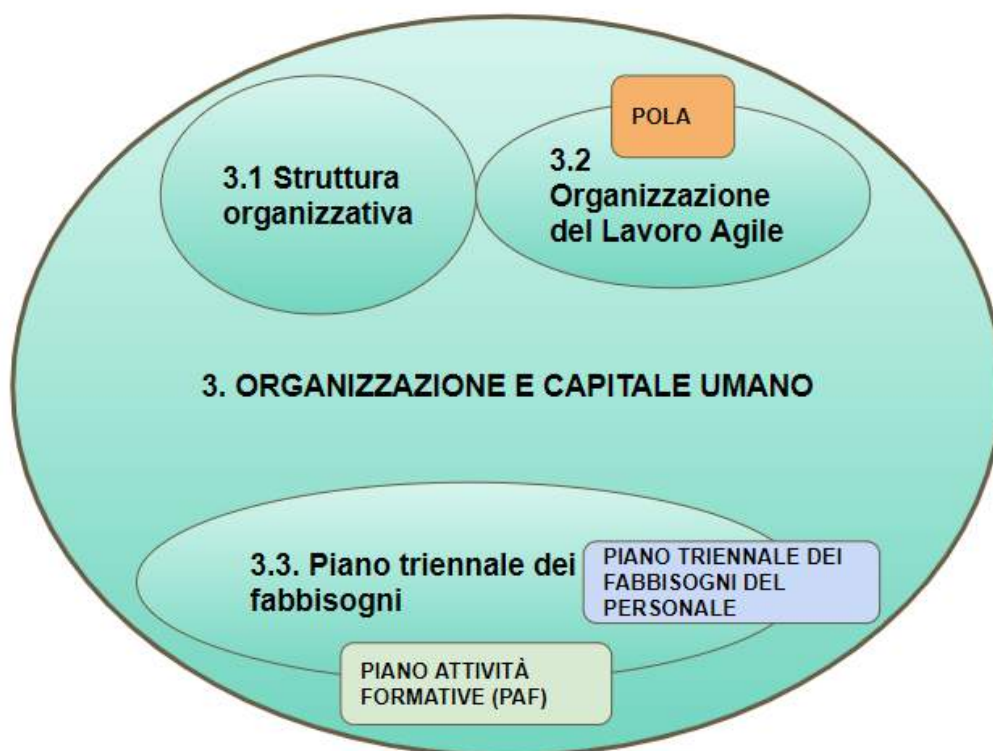 POLA
3.1 Struttura
organizzativa
3.2
Organizzazione
del Lavoro Agile
3. ORGANIZZAZIONE E CAPITALE UMANO
3.3. Piano triennale dei
fabbisogni
PIANO TRIENNALE DEI
FABBISOGNI DEL
PERSONALE
PIANO ATTIVITÀ
FORMATIVE (PAF)